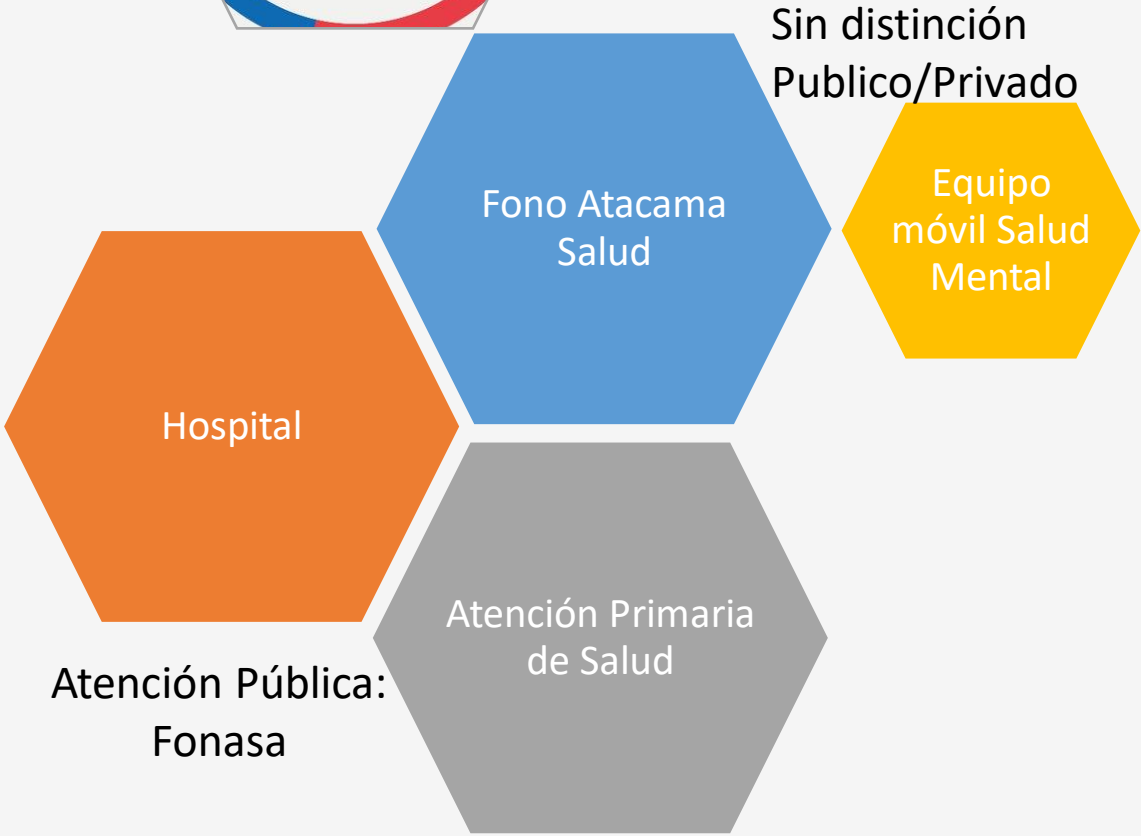 Sin distinción
Publico/Privado
Fono Atacama
Salud
Equipo
móvil Salud
Mental
Hospital
Atención Primaria
de Salud
Atención Pública:
Fonasa